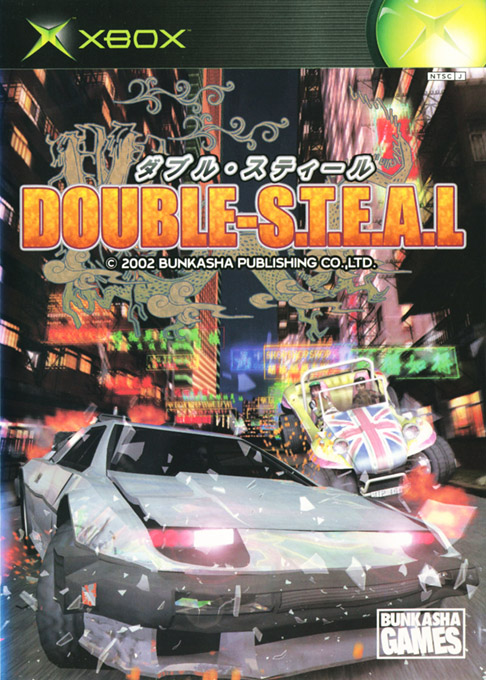 XBOX
NTSC J
ダブル・スティール
DOUBLE-S.T.E.A.L
© 2002 BUNKASHA PUBLISHING CO.,LTD.
BUNKASHA
GAMES